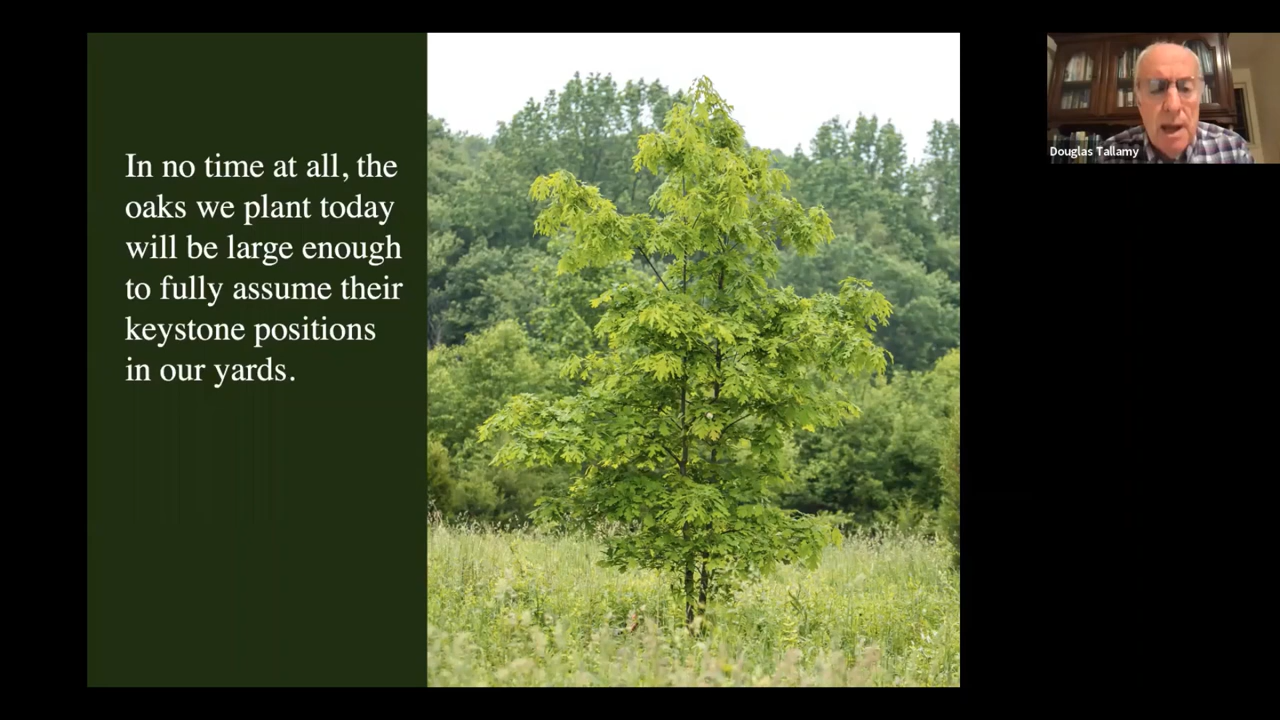 In no time at all, the
oaks we plant today
will be large enough
to fully assume their
keystone positions
in our yards.
Douglas Tallamy